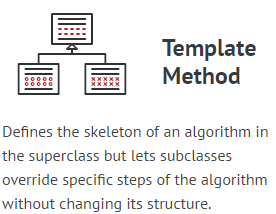 Template
Method
Defines the skeleton of an algorithm in
the superclass but lets subclasses
override specific steps of the algorithm
without changing its structure.